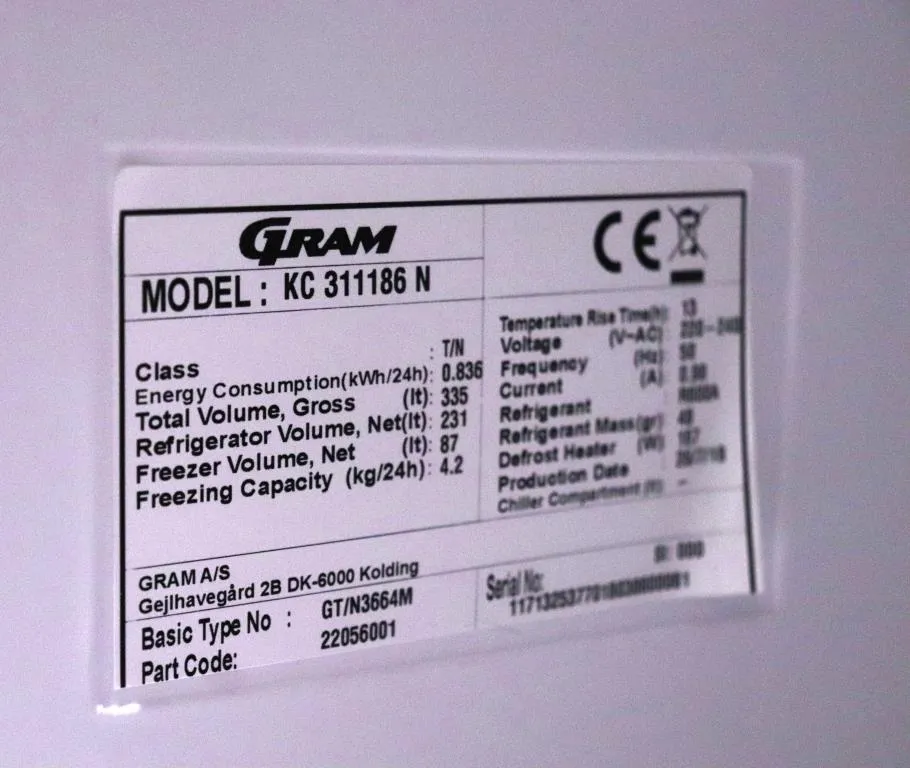 GRAM
CE
MODEL : KC 311186 N
Class : T/N
Energy Consumption(kWh/24h): 0.836
Total Volume, Gross (lt): 335
Refrigerator Volume, Net(lt): 231
Freezer Volume, Net (lt): 87
Freezing Capacity (kg/24h): 4.2
Temperature Rise Time(h): 13
Voltage (V~AC)
Frequency (Hz) 50
Current (A)
Refrigerant
Refrigerant Mass(gr)
Defrost Heater (W)
Production Date
Chiller Compartment (lt) -
GRAM A/S
Gejlhavegård 2B DK-6000 Kolding
Basic Type No : GT/N3664M
Part Code: 22056001
Serial No: